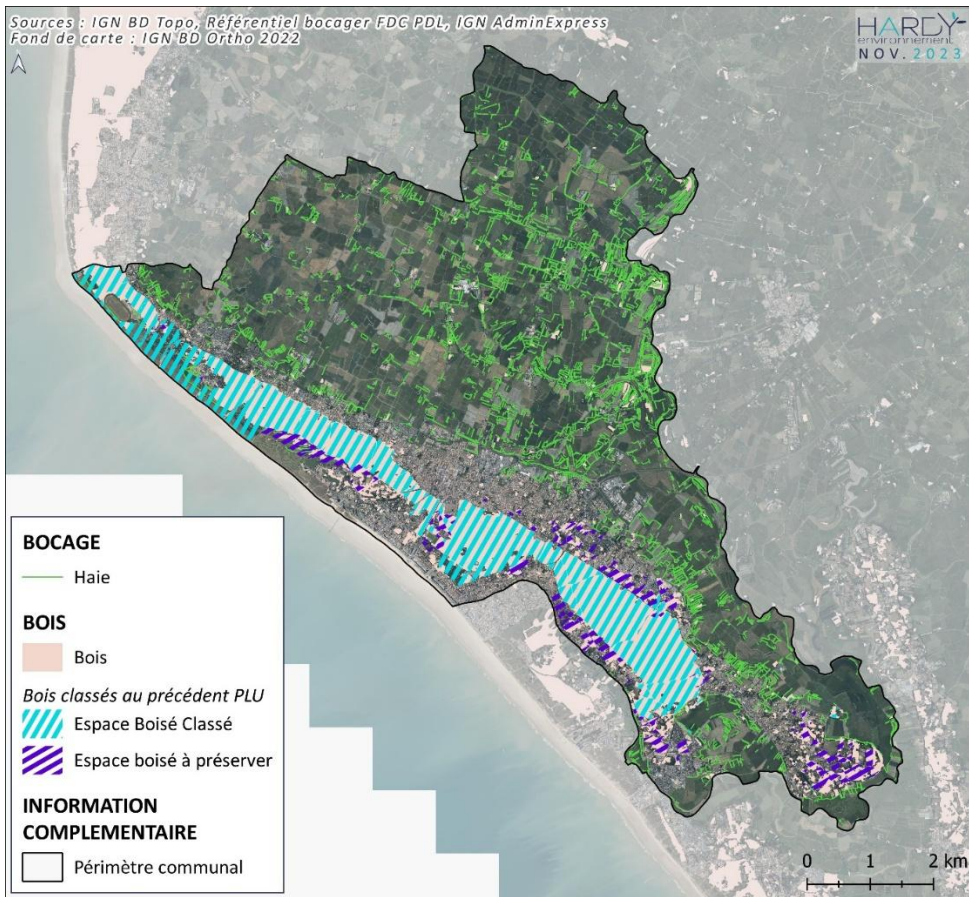 Sources : IGN BD Topo, Référentiel bocager FDC PDL, IGN AdminExpress
Fond de carte : IGN BD Ortho 2022
HARDY
environnement
NOV. 2023
BOCAGE
Haie
BOIS
Bois
Bois classés au précédent PLU
Espace Boisé Classé
Espace boisé à préserver
INFORMATION
COMPLEMENTAIRE
Périmètre communal
0 1 2 km